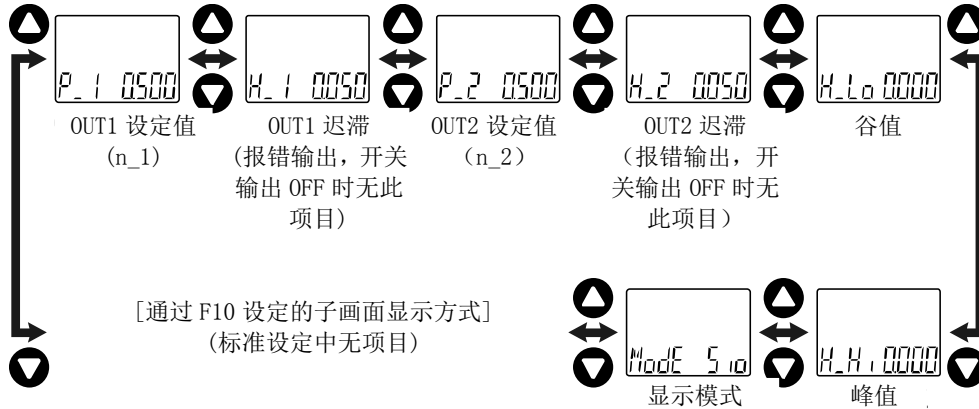 P_1 0.500
H_1 0.050
P_2 0.500
H_2 0.050
H_Lo 0.000
OUT1 设定值
(n_1)
OUT1 迟滞
(报错输出，开关
输出 OFF 时无此
项目)
OUT2 设定值
（n_2）
OUT2 迟滞
（报错输出，开
关输出 OFF 时无
此项目）
谷值
[通过 F10 设定的子画面显示方式]
(标准设定中无项目)
ModE Sio
显示模式
H_Hi 0.000
峰值